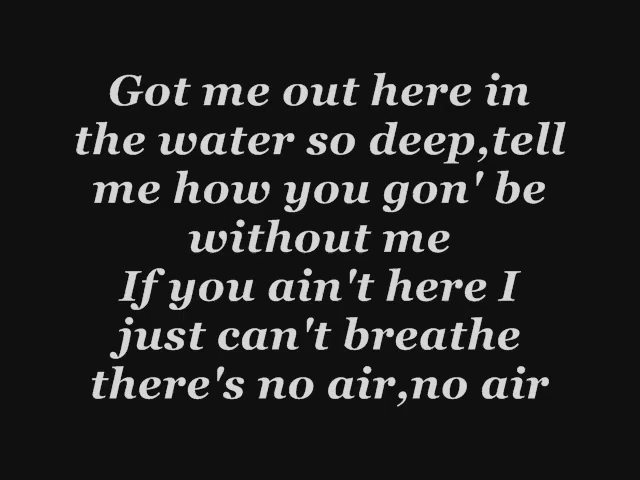 Got me out here in
the water so deep,tell
me how you gon' be
without me
If you ain't here I
just can't breathe
there's no air,no air